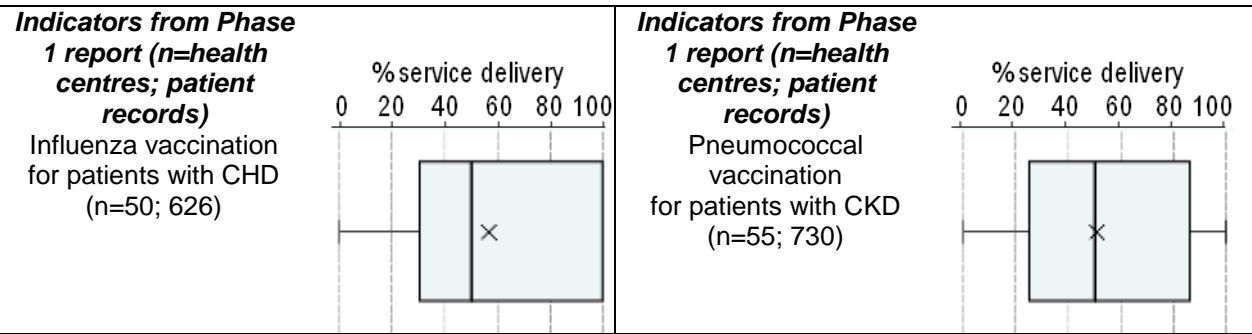 Indicators from Phase
1 report (n=health
centres; patient
records)
Influenza vaccination
for patients with CHD
(n=50; 626)
% service delivery
0 20 40 60 80 100
Indicators from Phase
1 report (n=health
centres; patient
records)
Pneumococcal
vaccination
for patients with CKD
(n=55; 730)
% service delivery
0 20 40 60 80 100